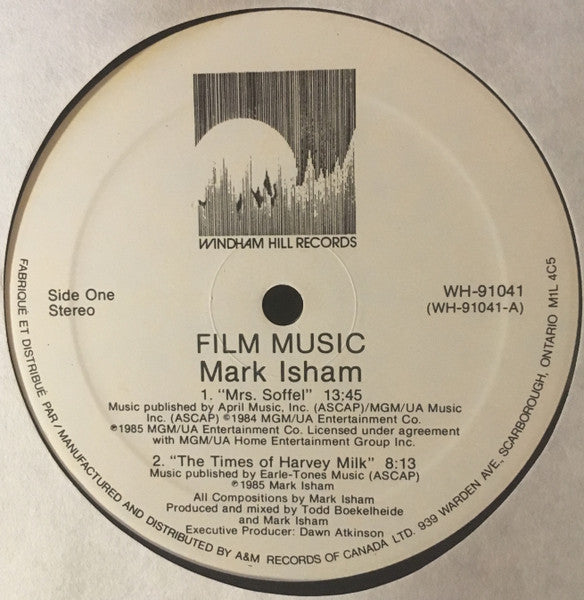 WINDHAM HILL RECORDS
Side One
Stereo
WH-91041
(WH-91041-A)
FILM MUSIC
Mark Isham
1. “Mrs. Soffel” 13:45
Music published by April Music, Inc. (ASCAP)/MGM/UA Music
Inc. (ASCAP) ©1984 MGM/UA Entertainment Co.
℗1985 MGM/UA Entertainment Co. Licensed under agreement
with MGM/UA Home Entertainment Group Inc.
2. “The Times of Harvey Milk” 8:13
Music published by Earle-Tones Music (ASCAP)
℗1985 Mark Isham
All Compositions by Mark Isham
Produced and mixed by Todd Boekelheide
and Mark Isham
Executive Producer: Dawn Atkinson
FABRIQUÉ ET DISTRIBUÉ PAR / MANUFACTURED AND DISTRIBUTED BY A&M RECORDS OF CANADA LTD. 939 WARDEN AVE, SCARBOROUGH, ONTARIO M1L 4C5